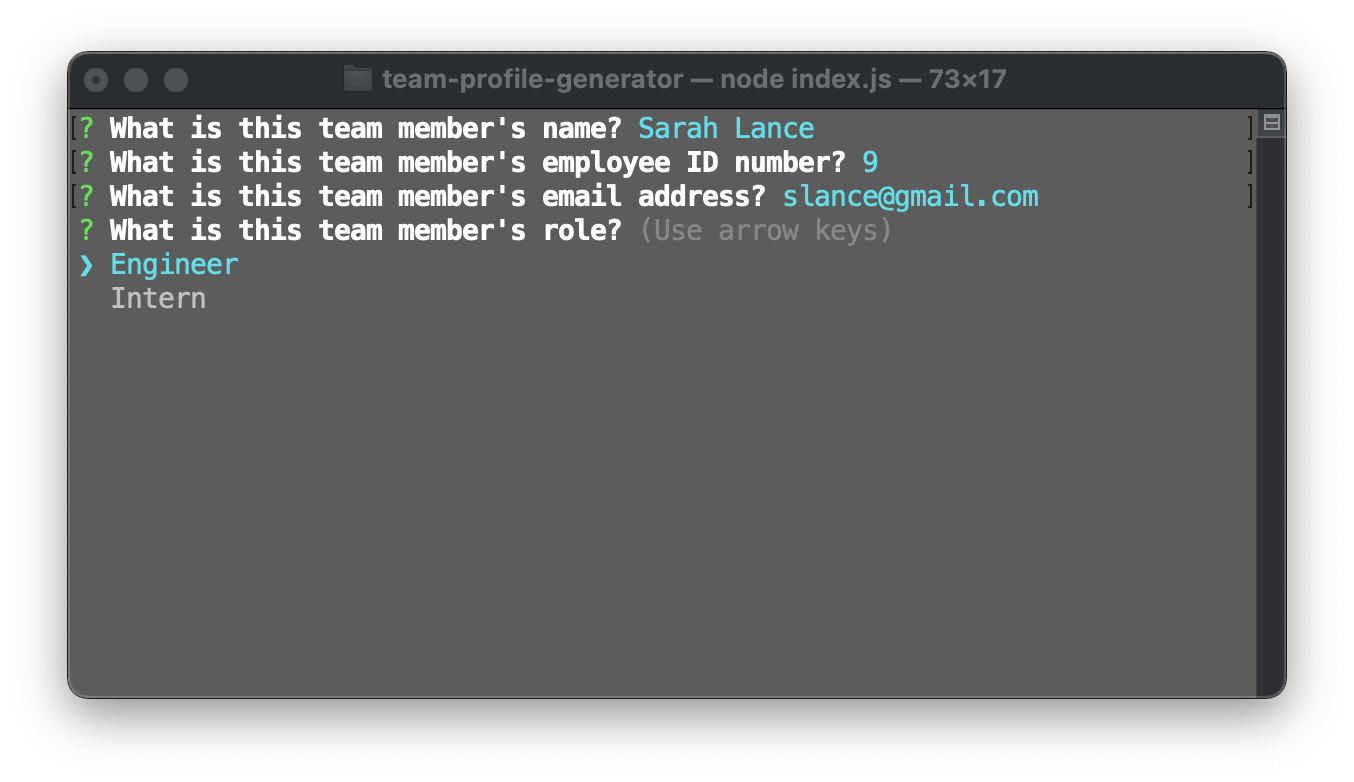 team-profile-generator — node index.js — 73×17
[? What is this team member's name? Sarah Lance ]
[? What is this team member's employee ID number? 9 ]
[? What is this team member's email address? slance@gmail.com ]
? What is this team member's role? (Use arrow keys)
❯ Engineer
Intern